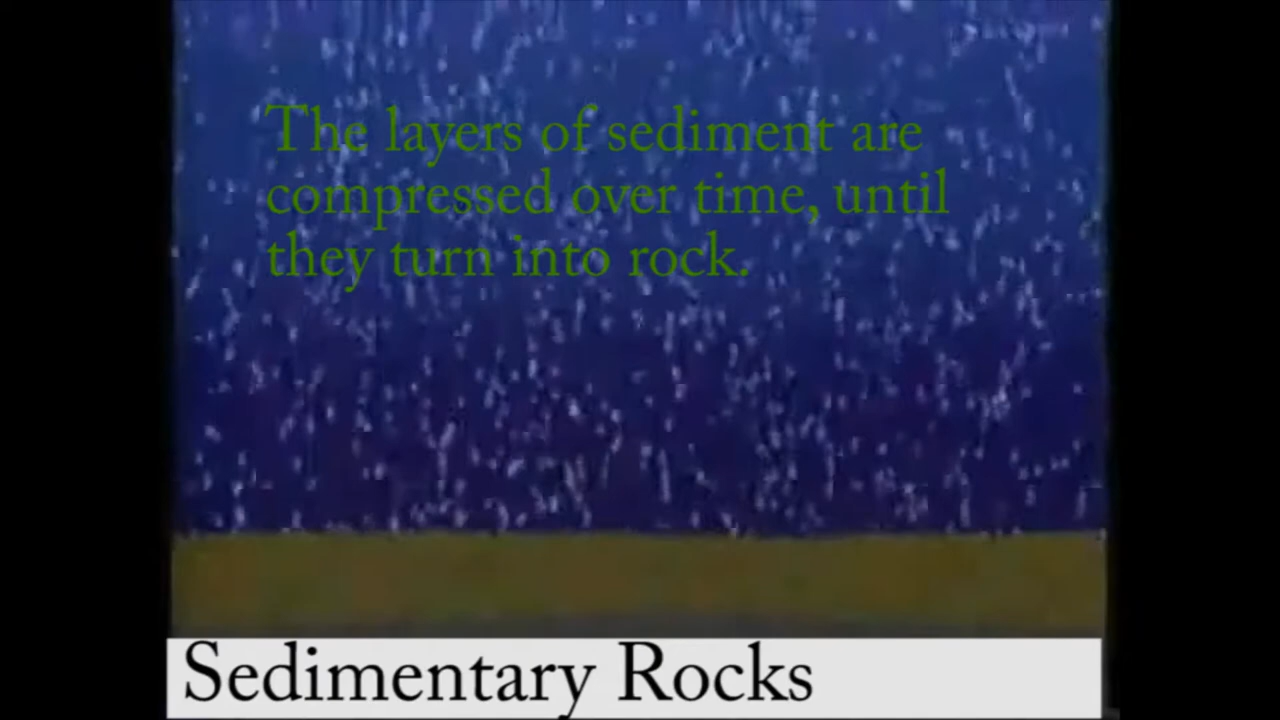 The layers of sediment are
compressed over time, until
they turn into rock.
Sedimentary Rocks